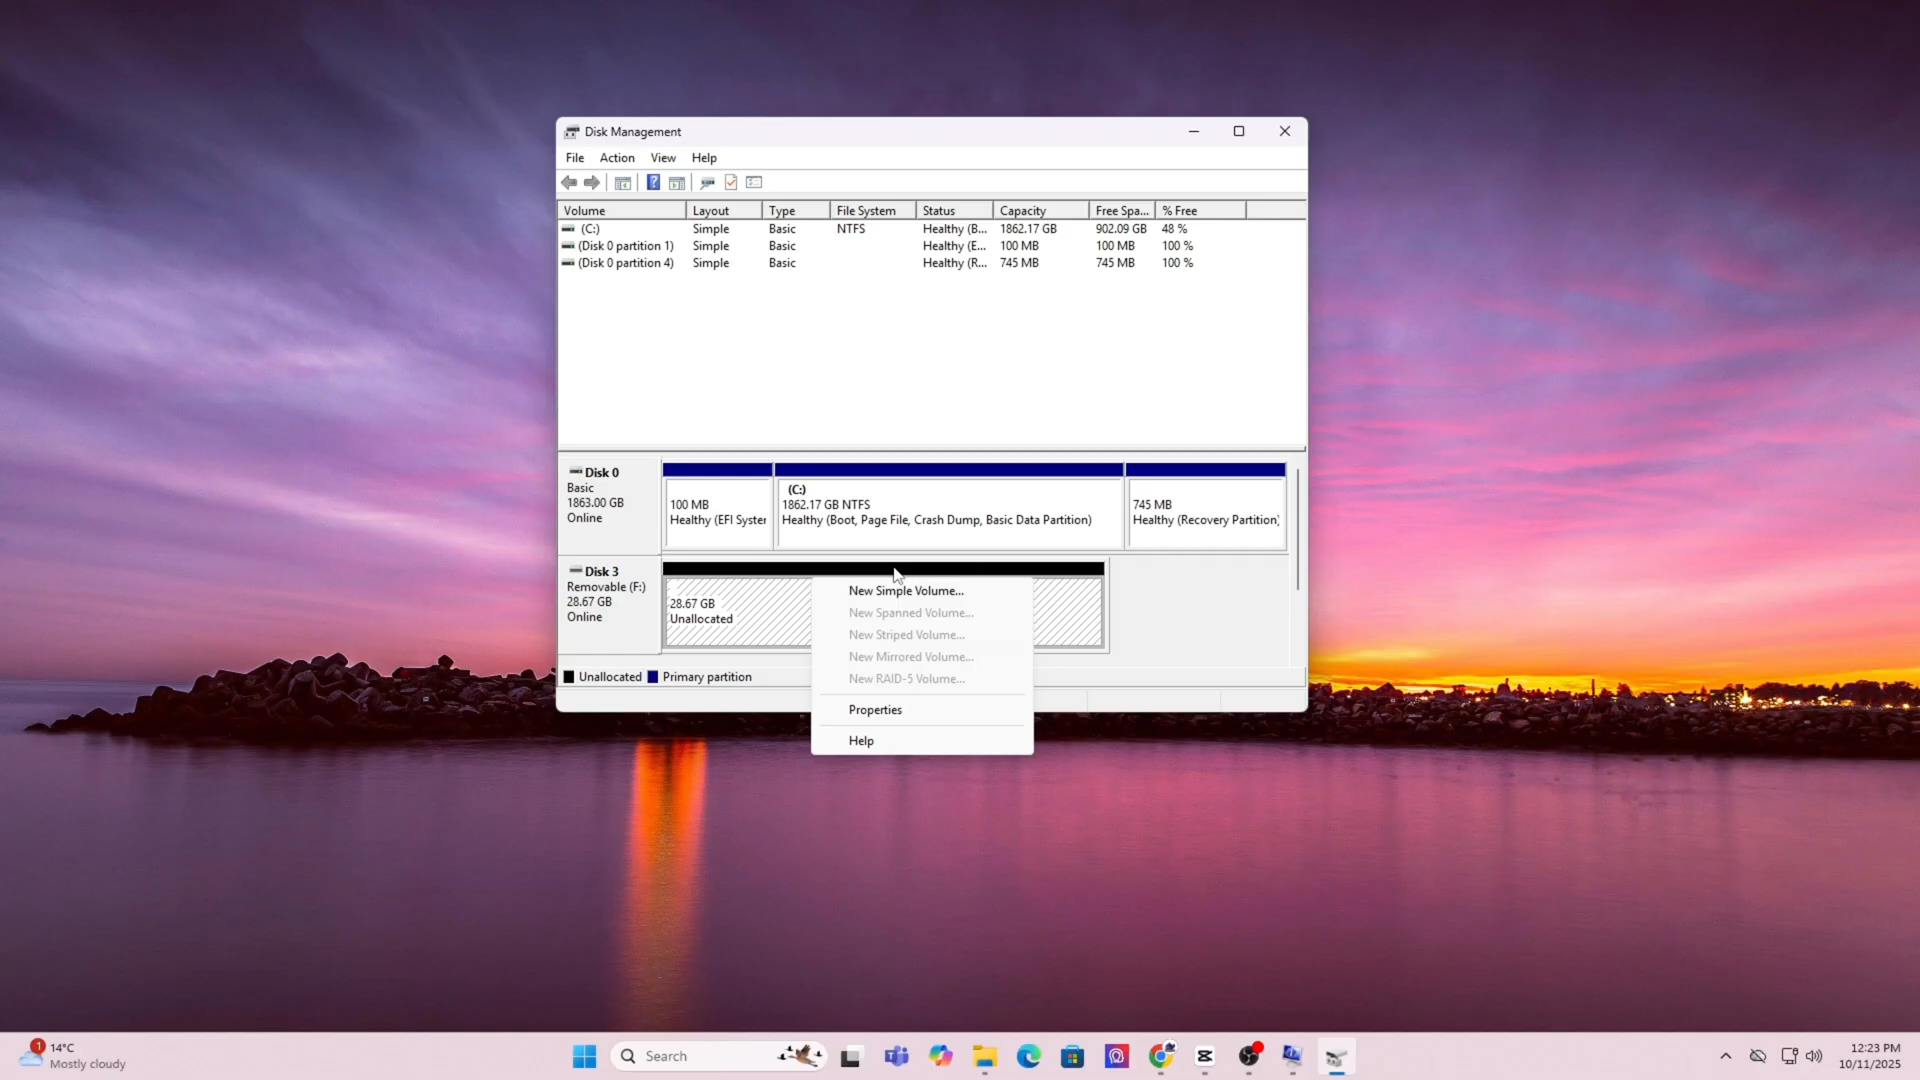 Disk Management
File Action View Help
Volume Layout Type File System Status Capacity Free Spa... % Free
(C:) Simple Basic NTFS Healthy (B... 1862.17 GB 902.09 GB 48 %
(Disk 0 partition 1) Simple Basic Healthy (E... 100 MB 100 MB 100 %
(Disk 0 partition 4) Simple Basic Healthy (R... 745 MB 745 MB 100 %
Disk 0
Basic
1863.00 GB
Online
100 MB
Healthy (EFI System
(C:)
1862.17 GB NTFS
Healthy (Boot, Page File, Crash Dump, Basic Data Partition)
745 MB
Healthy (Recovery Partition)
Disk 3
Removable (F:)
28.67 GB
Online
28.67 GB
Unallocated
New Simple Volume...
New Spanned Volume...
New Striped Volume...
New Mirrored Volume...
New RAID-5 Volume...
Properties
Help
Unallocated Primary partition
1
14°C
Mostly cloudy
Search
12:23 PM
10/11/2025